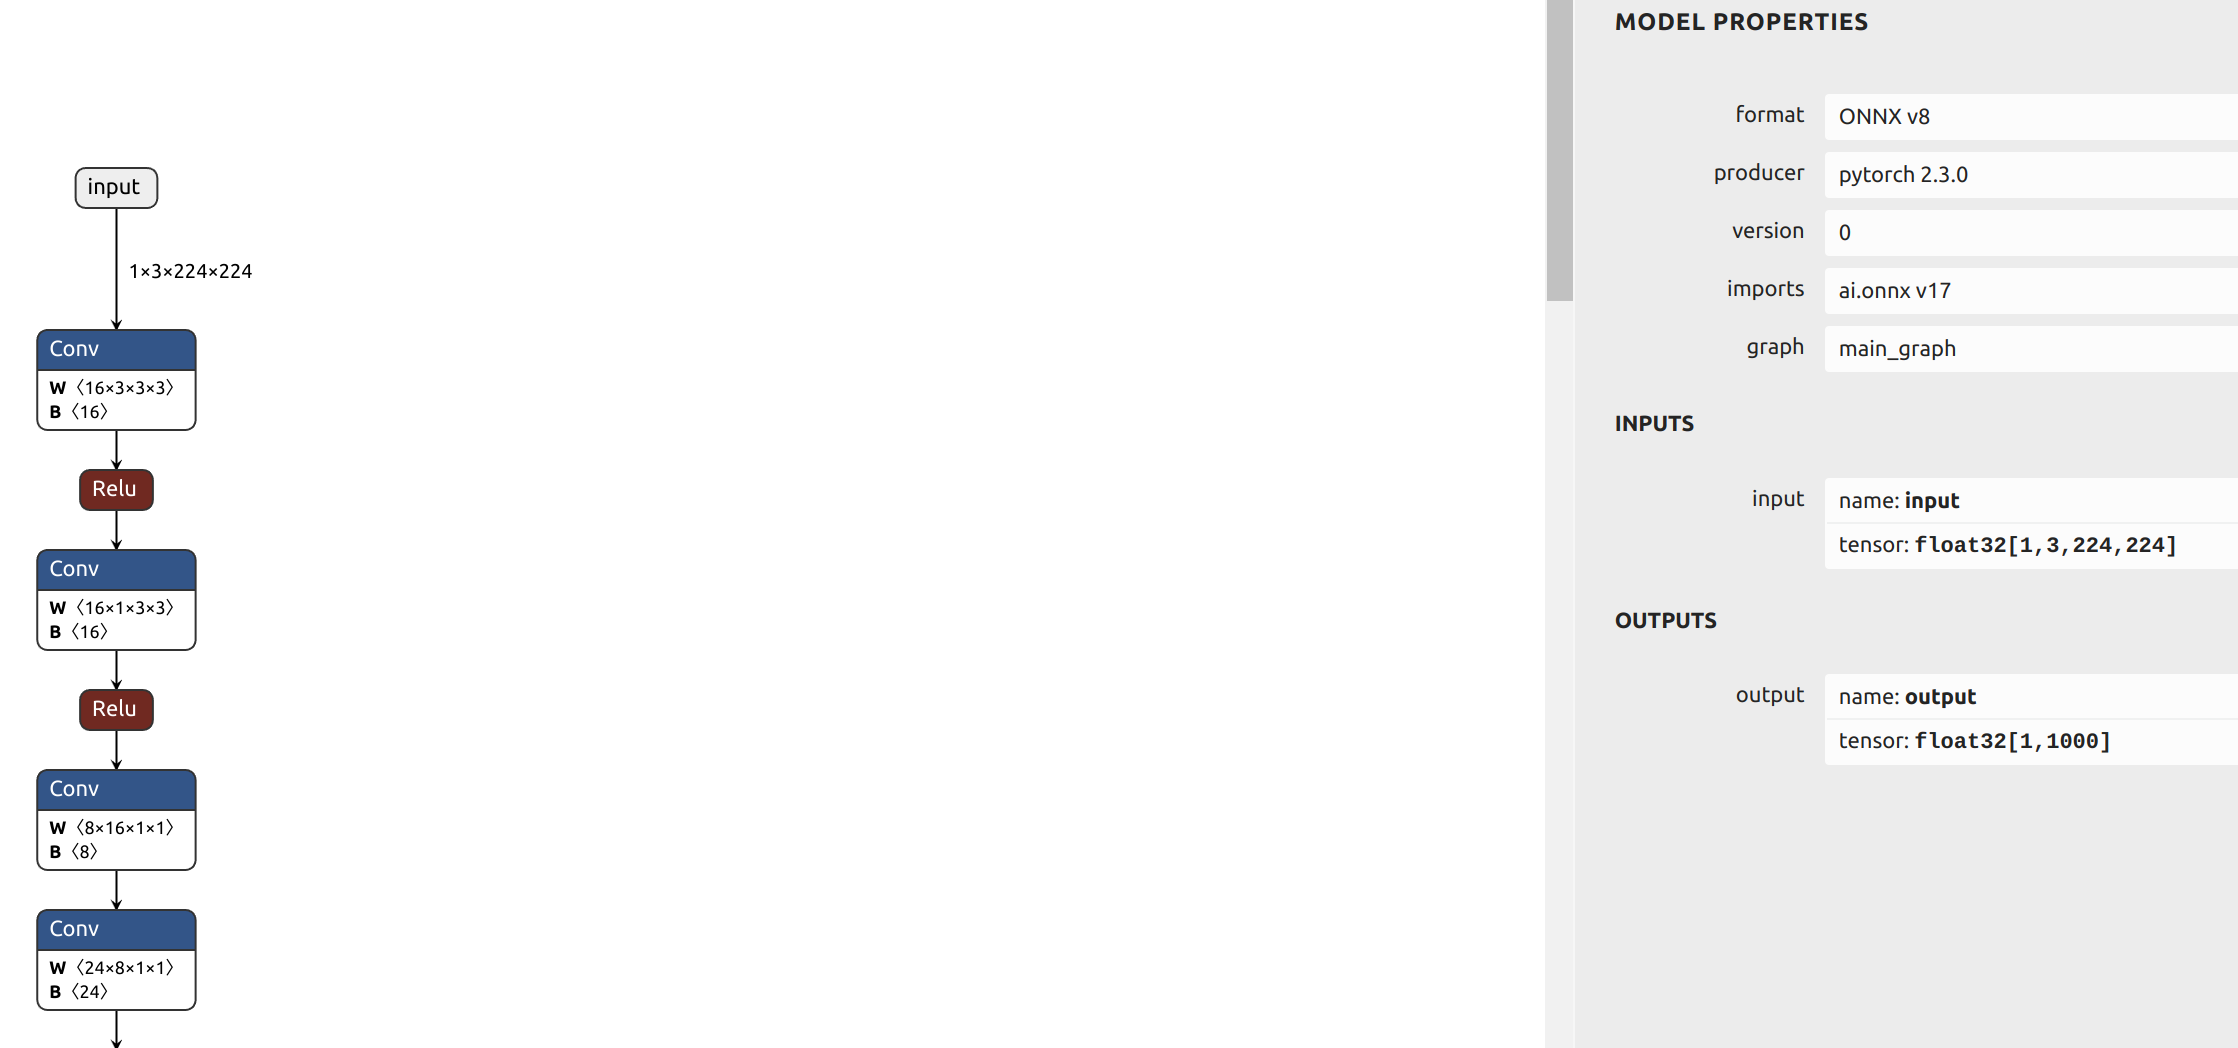 input
1×3×224×224
Conv
W 〈16×3×3×3〉
B 〈16〉
Relu
Conv
W 〈16×1×3×3〉
B 〈16〉
Relu
Conv
W 〈8×16×1×1〉
B 〈8〉
Conv
W 〈24×8×1×1〉
B 〈24〉
MODEL PROPERTIES
format ONNX v8
producer pytorch 2.3.0
version 0
imports ai.onnx v17
graph main_graph
INPUTS
input name: input
tensor: float32[1,3,224,224]
OUTPUTS
output name: output
tensor: float32[1,1000]